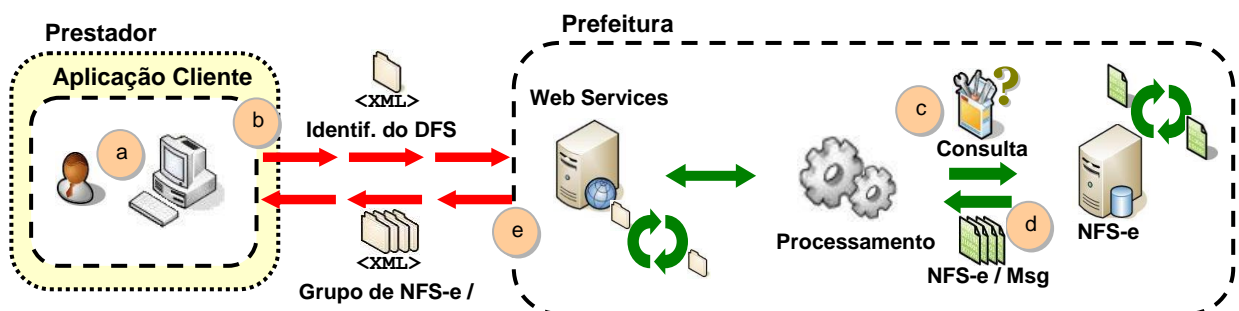 Prestador
Aplicação Cliente
a
b
<XML>
Identif. do DFS
<XML>
Grupo de NFS-e /
Prefeitura
Web Services
e
Processamento
c
?
Consulta
d
NFS-e / Msg
NFS-e